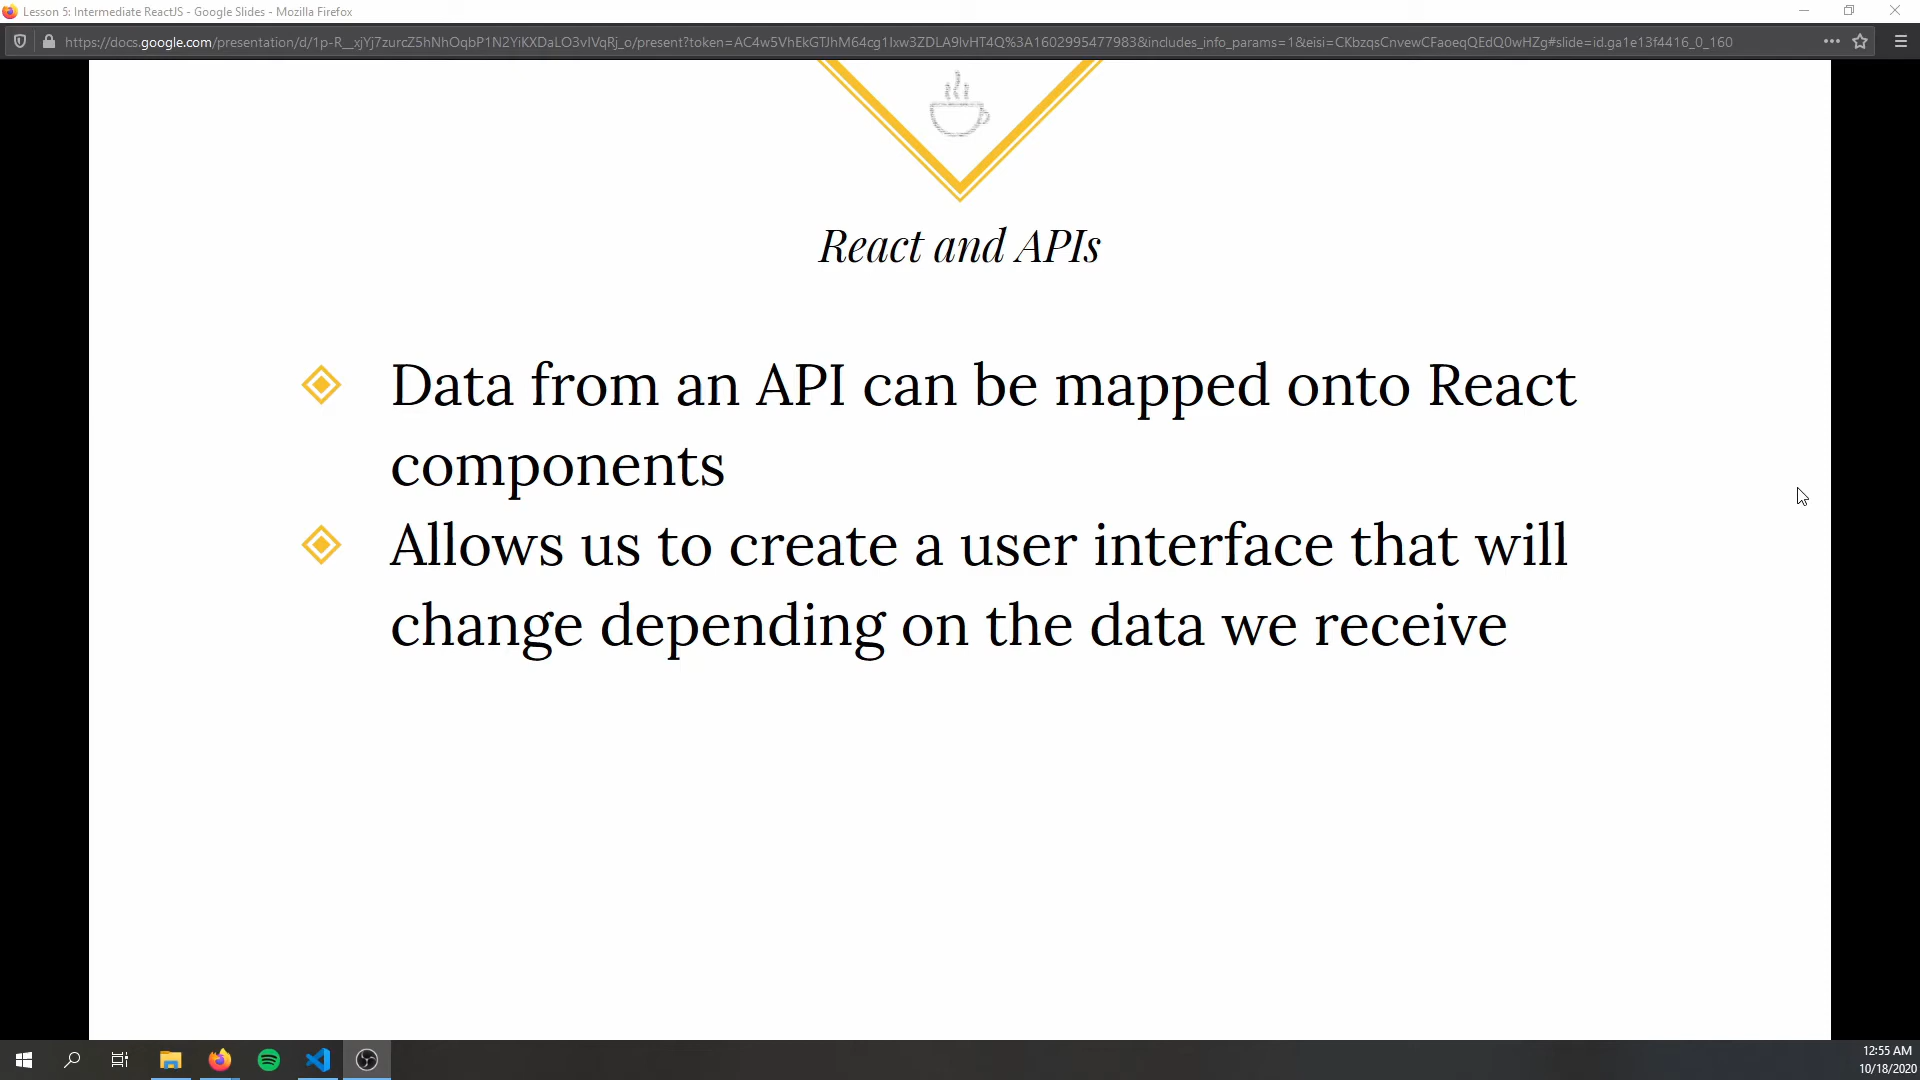 Lesson 5: Intermediate ReactJS - Google Slides - Mozilla Firefox
https://docs.google.com/presentation/d/1p-R__xjYj7zurcZ5hNhOqbP1N2YiKXDaLO3vIVqRj_o/present?token=AC4w5VhEkGTJhM64cg1Ixw3ZDLA9lvHT4Q%3A1602995477983&includes_info_params=1&eisi=CKbzqsCnvewCFaoeqQEdQ0wHZg#slide=id.ga1e13f4416_0_160
React and APIs
Data from an API can be mapped onto React
components
Allows us to create a user interface that will
change depending on the data we receive
12:55 AM
10/18/2020